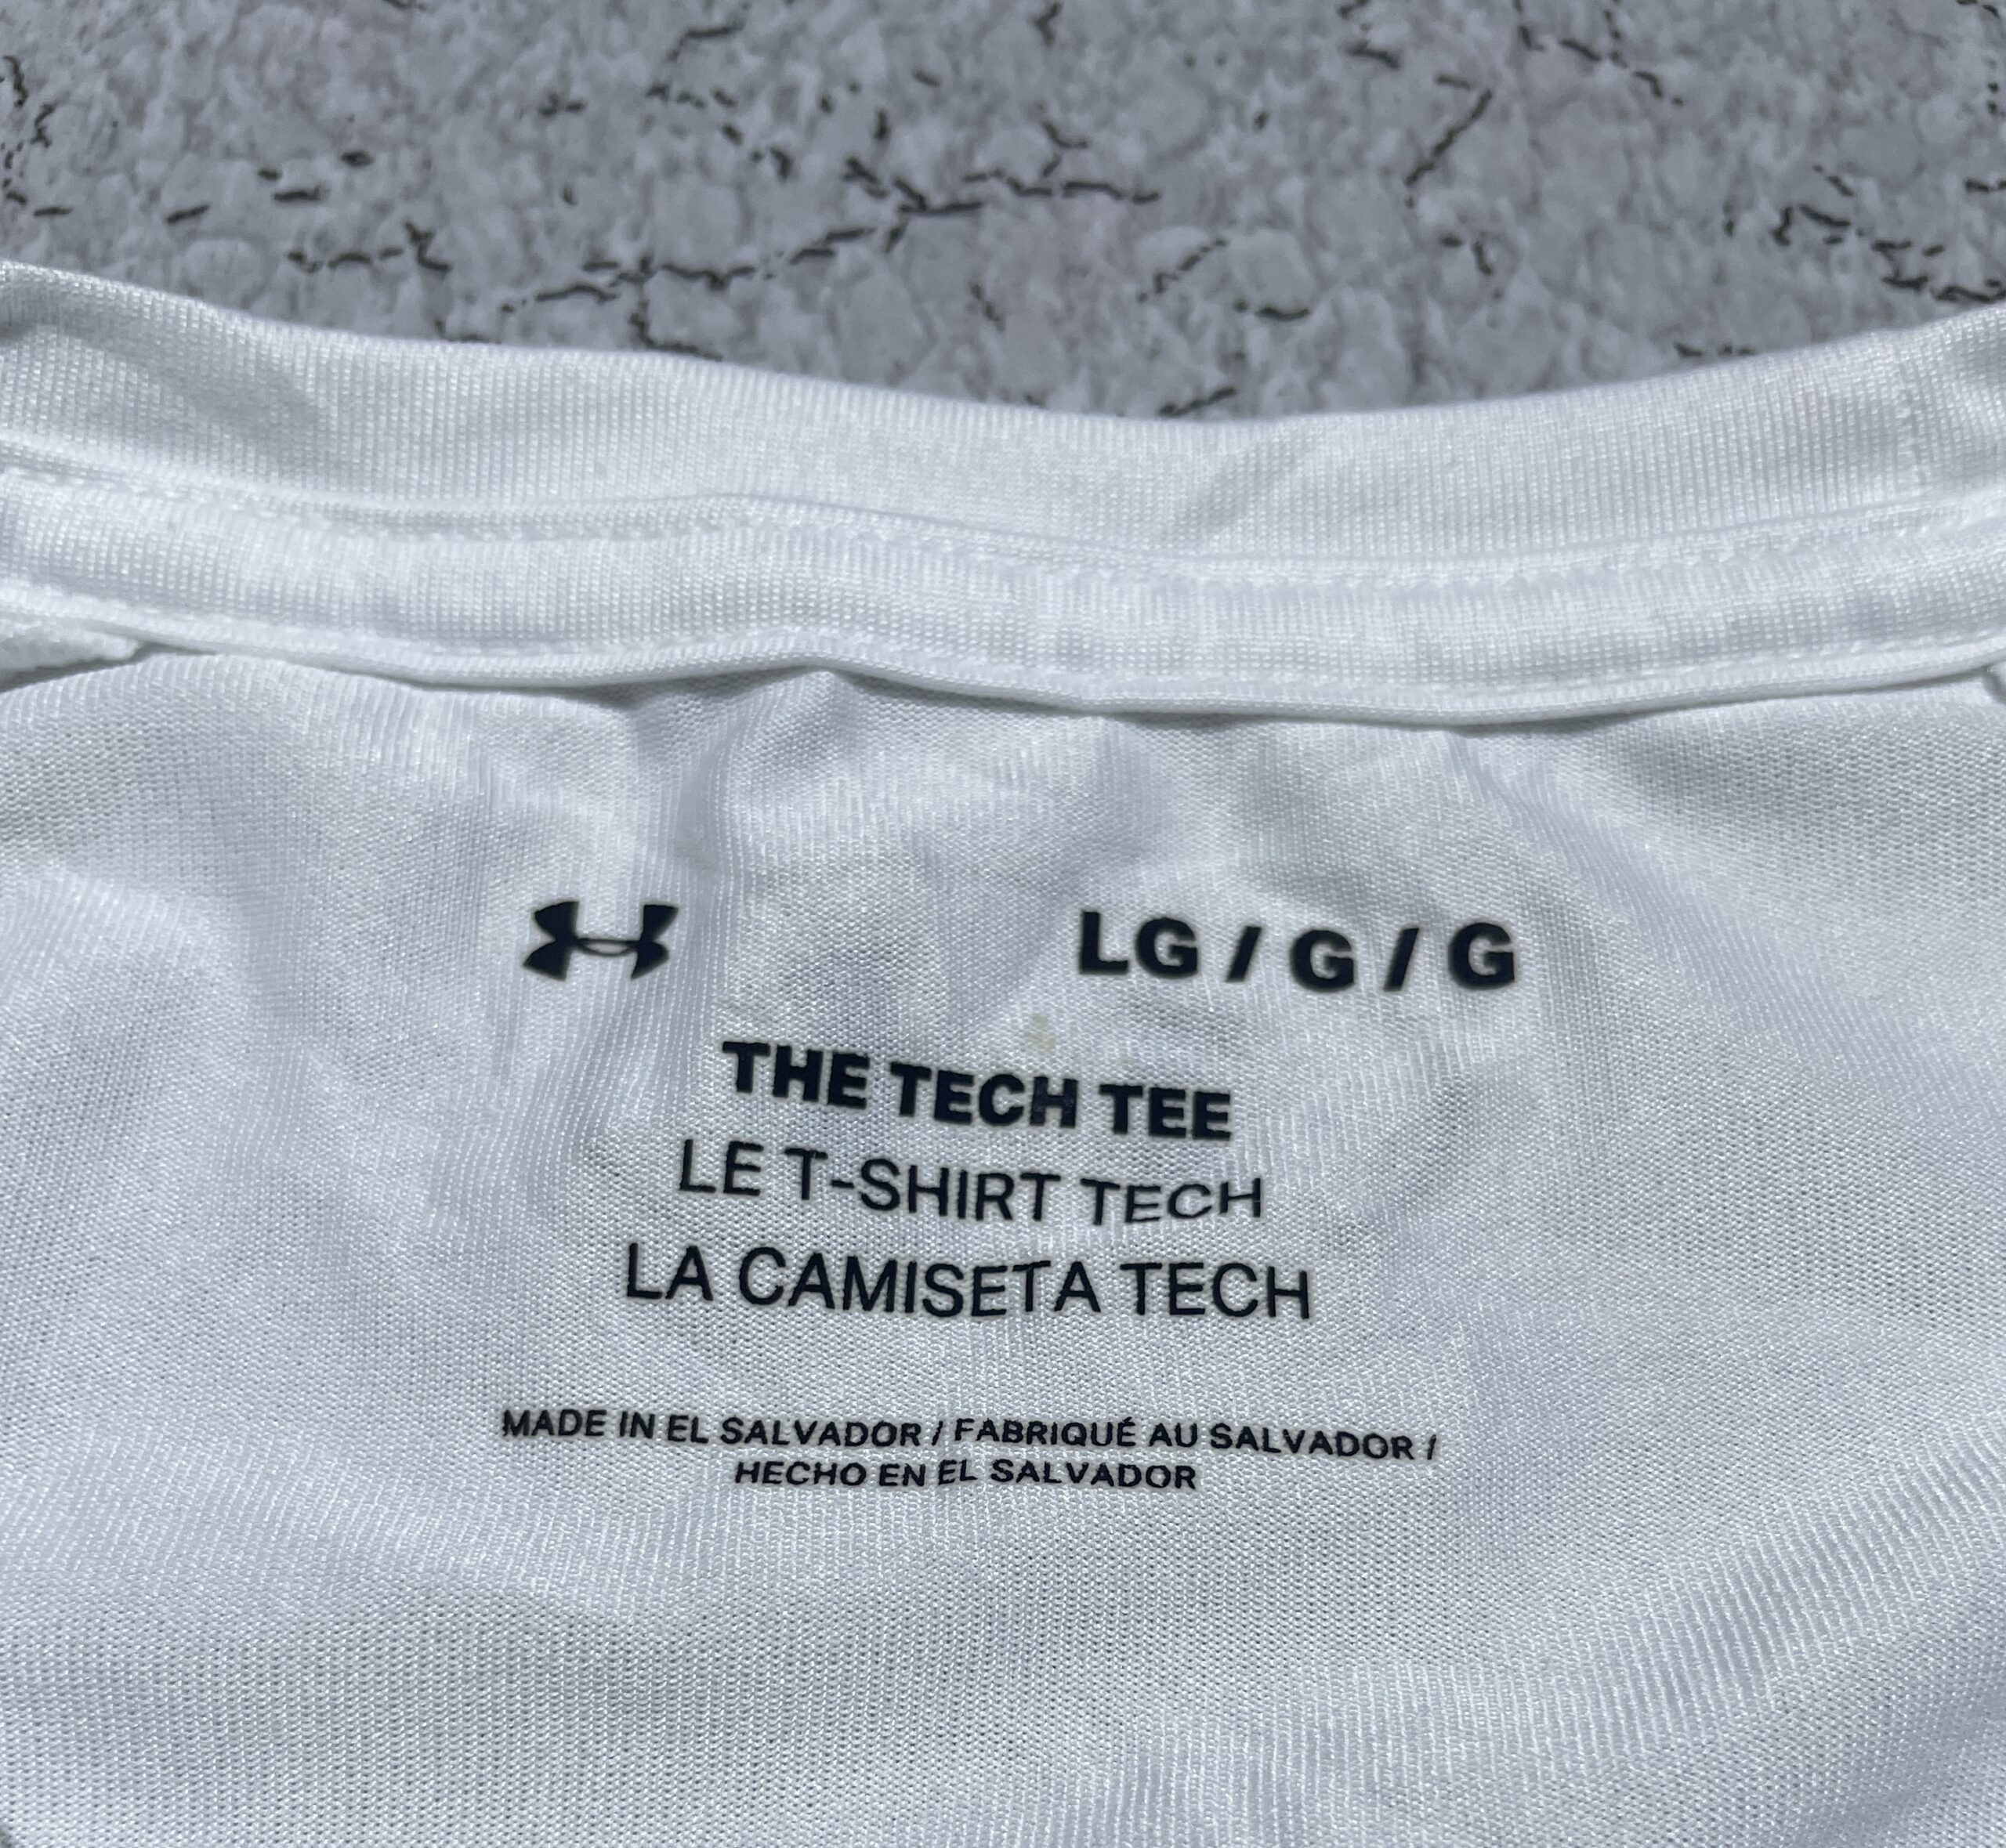 LG / G / G
THE TECH TEE
LE T-SHIRT TECH
LA CAMISETA TECH
MADE IN EL SALVADOR / FABRIQUÉ AU SALVADOR /
HECHO EN EL SALVADOR